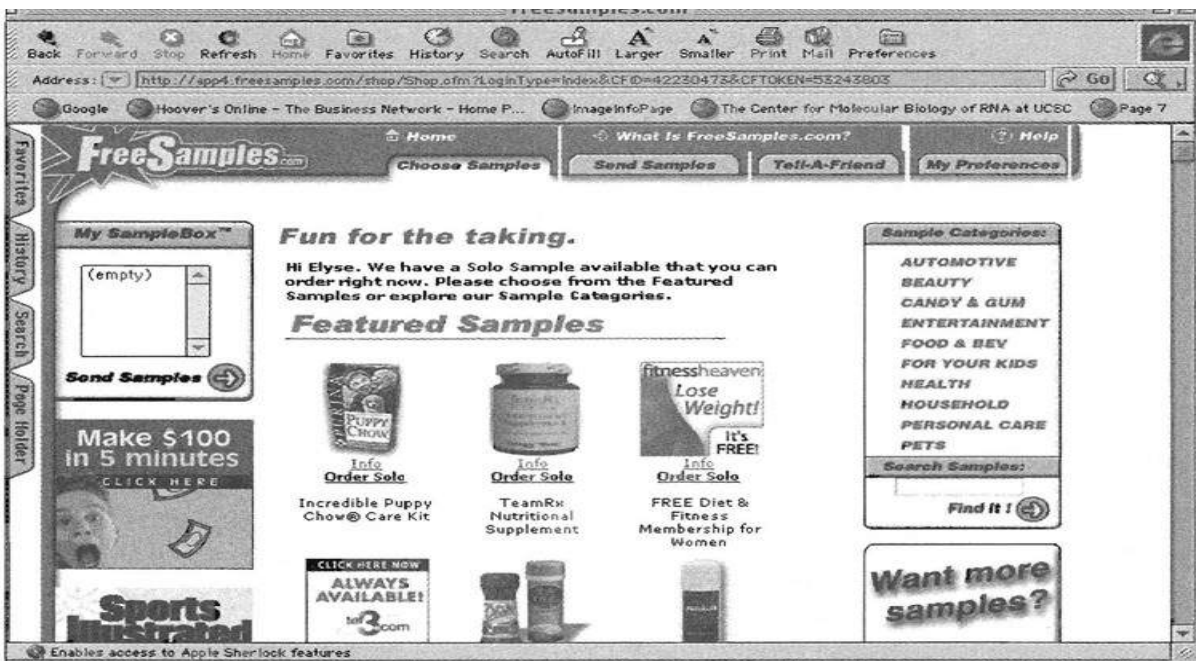 FreeSamples.com
Back Forward Stop Refresh Home Favorites History Search AutoFill Larger Smaller Print Mail Preferences
Address: http://app4.freesamples.com/shop/Shop.cfm?LoginType=Index&CFID=42230473&CFTOKEN=53243803 Go
Google Hoover's Online - The Business Network - Home P... ImageInfoPage The Center for Molecular Biology of RNA at UCSC Page 7
Favorites
History
Search
Page Holder
FreeSamples.com
Home What Is FreeSamples.com? Help
Choose Samples Send Samples Tell-A-Friend My Preferences
My SampleBox™
(empty)
Send Samples
Make $100
in 5 minutes
CLICK HERE
Sports
Illustrated
Fun for the taking.
Hi Elyse. We have a Solo Sample available that you can
order right now. Please choose from the Featured
Samples or explore our Sample Categories.
Featured Samples
PUPPY
CHOW
Info
Order Solo
Incredible Puppy
Chow® Care Kit
Info
Order Solo
TeamRx
Nutritional
Supplement
fitnessheaven
Lose
Weight!
It's
FREE!
Info
Order Solo
FREE Diet &
Fitness
Membership for
Women
CLICK HERE NOW
ALWAYS
AVAILABLE!
tel3.com
Sample Categories:
AUTOMOTIVE
BEAUTY
CANDY & GUM
ENTERTAINMENT
FOOD & BEV
FOR YOUR KIDS
HEALTH
HOUSEHOLD
PERSONAL CARE
PETS
Search Samples:
Find It !
Want more
samples?
Enables access to Apple Sherlock features